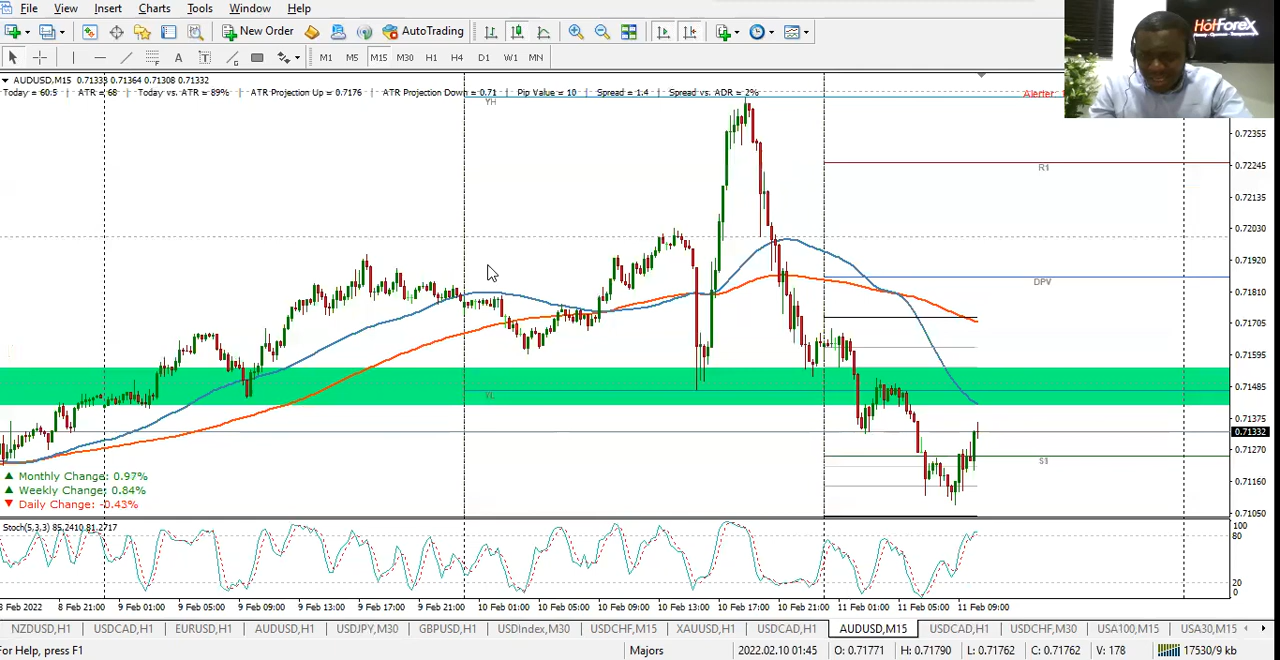 File View Insert Charts Tools Window Help
HotForex
New Order AutoTrading
A T M1 M5 M15 M30 H1 H4 D1 W1 MN
AUDUSD,M15 0.71333 0.71364 0.71308 0.71332
Today = 60.5 | ATR = 68 | Today vs. ATR = 89% | ATR Projection Up = 0.7176 | ATR Projection Down = 0.71 | Pip Value = 10 | Spread = 1.4 | Spread vs. ADR = 2%
Alerter:
YH
0.72355
0.72245
R1
0.72135
0.72030
0.71920
DPV
0.71810
0.71705
0.71595
0.71485
YL
0.71375
0.71332
0.71270
S1
0.71160
0.71050
Monthly Change: 0.97%
Weekly Change: 0.84%
Daily Change: -0.43%
Stoch(5,3,3) 85.2410 81.2717
100
80
20
0
8 Feb 2022 8 Feb 21:00 9 Feb 01:00 9 Feb 05:00 9 Feb 09:00 9 Feb 13:00 9 Feb 17:00 9 Feb 21:00 10 Feb 01:00 10 Feb 05:00 10 Feb 09:00 10 Feb 13:00 10 Feb 17:00 10 Feb 21:00 11 Feb 01:00 11 Feb 05:00 11 Feb 09:00
NZDUSD,H1 USDCAD,H1 EURUSD,H1 AUDUSD,H1 USDJPY,M30 GBPUSD,H1 USDIndex,M30 USDCHF,M15 XAUUSD,H1 USDCAD,H1 AUDUSD,M15 USDCAD,H1 USDCHF,M30 USA100,M15 USA30,M15
For Help, press F1 Majors 2022.02.10 01:45 O: 0.71771 H: 0.71790 L: 0.71762 C: 0.71762 V: 178 17530/9 kb